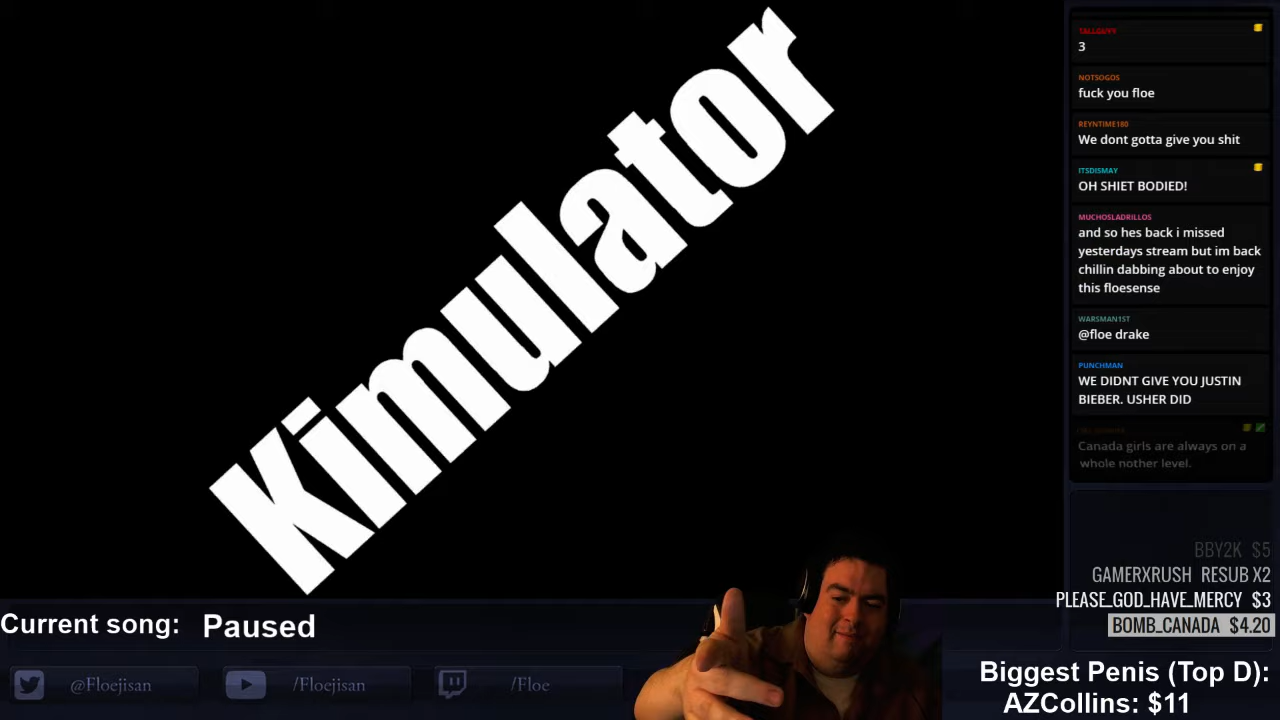 Kimulator
TALLGUVV
3
NOTSOGOS
fuck you floe
REYNTIME180
We dont gotta give you shit
ITSDISMAY
OH SHIET BODIED!
MUCHOSLADRILLOS
and so hes back i missed
yesterdays stream but im back
chillin dabbing about to enjoy
this floesense
WARSMAN1ST
@floe drake
PUNCHMAN
WE DIDNT GIVE YOU JUSTIN
BIEBER. USHER DID
Canada girls are always on a
whole nother level.
BBY2K $5
GAMERXRUSH RESUB X2
PLEASE_GOD_HAVE_MERCY $3
BOMB_CANADA $4.20
Current song: Paused
@Floejisan
/Floejisan
/Floe
Biggest Penis (Top D):
AZCollins: $11